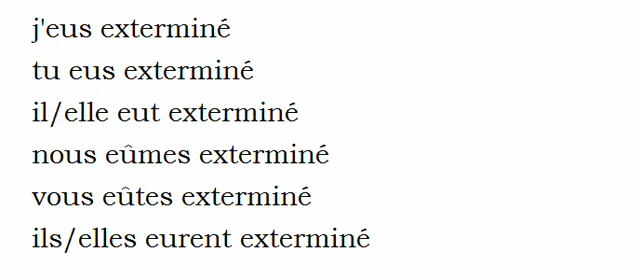 j'eus exterminé
tu eus exterminé
il/elle eut exterminé
nous eûmes exterminé
vous eûtes exterminé
ils/elles eurent exterminé